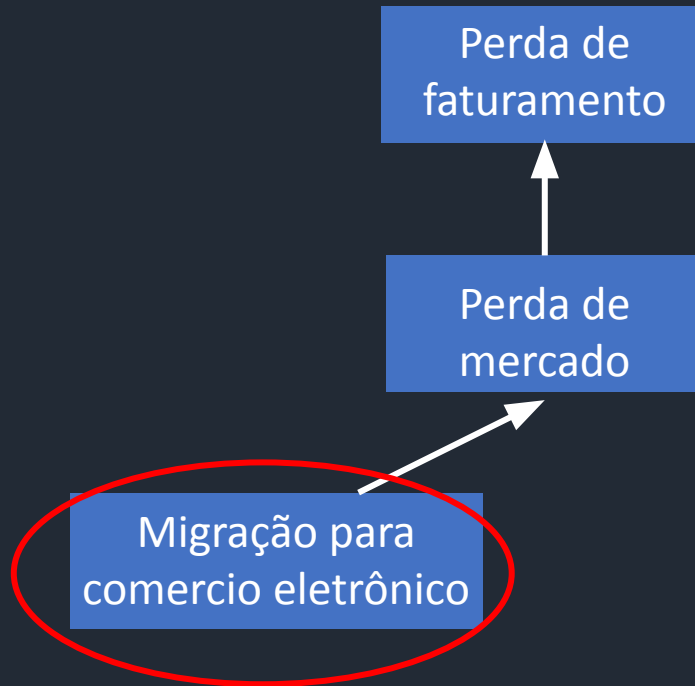 Perda de
faturamento
Perda de
mercado
Migração para
comercio eletrônico